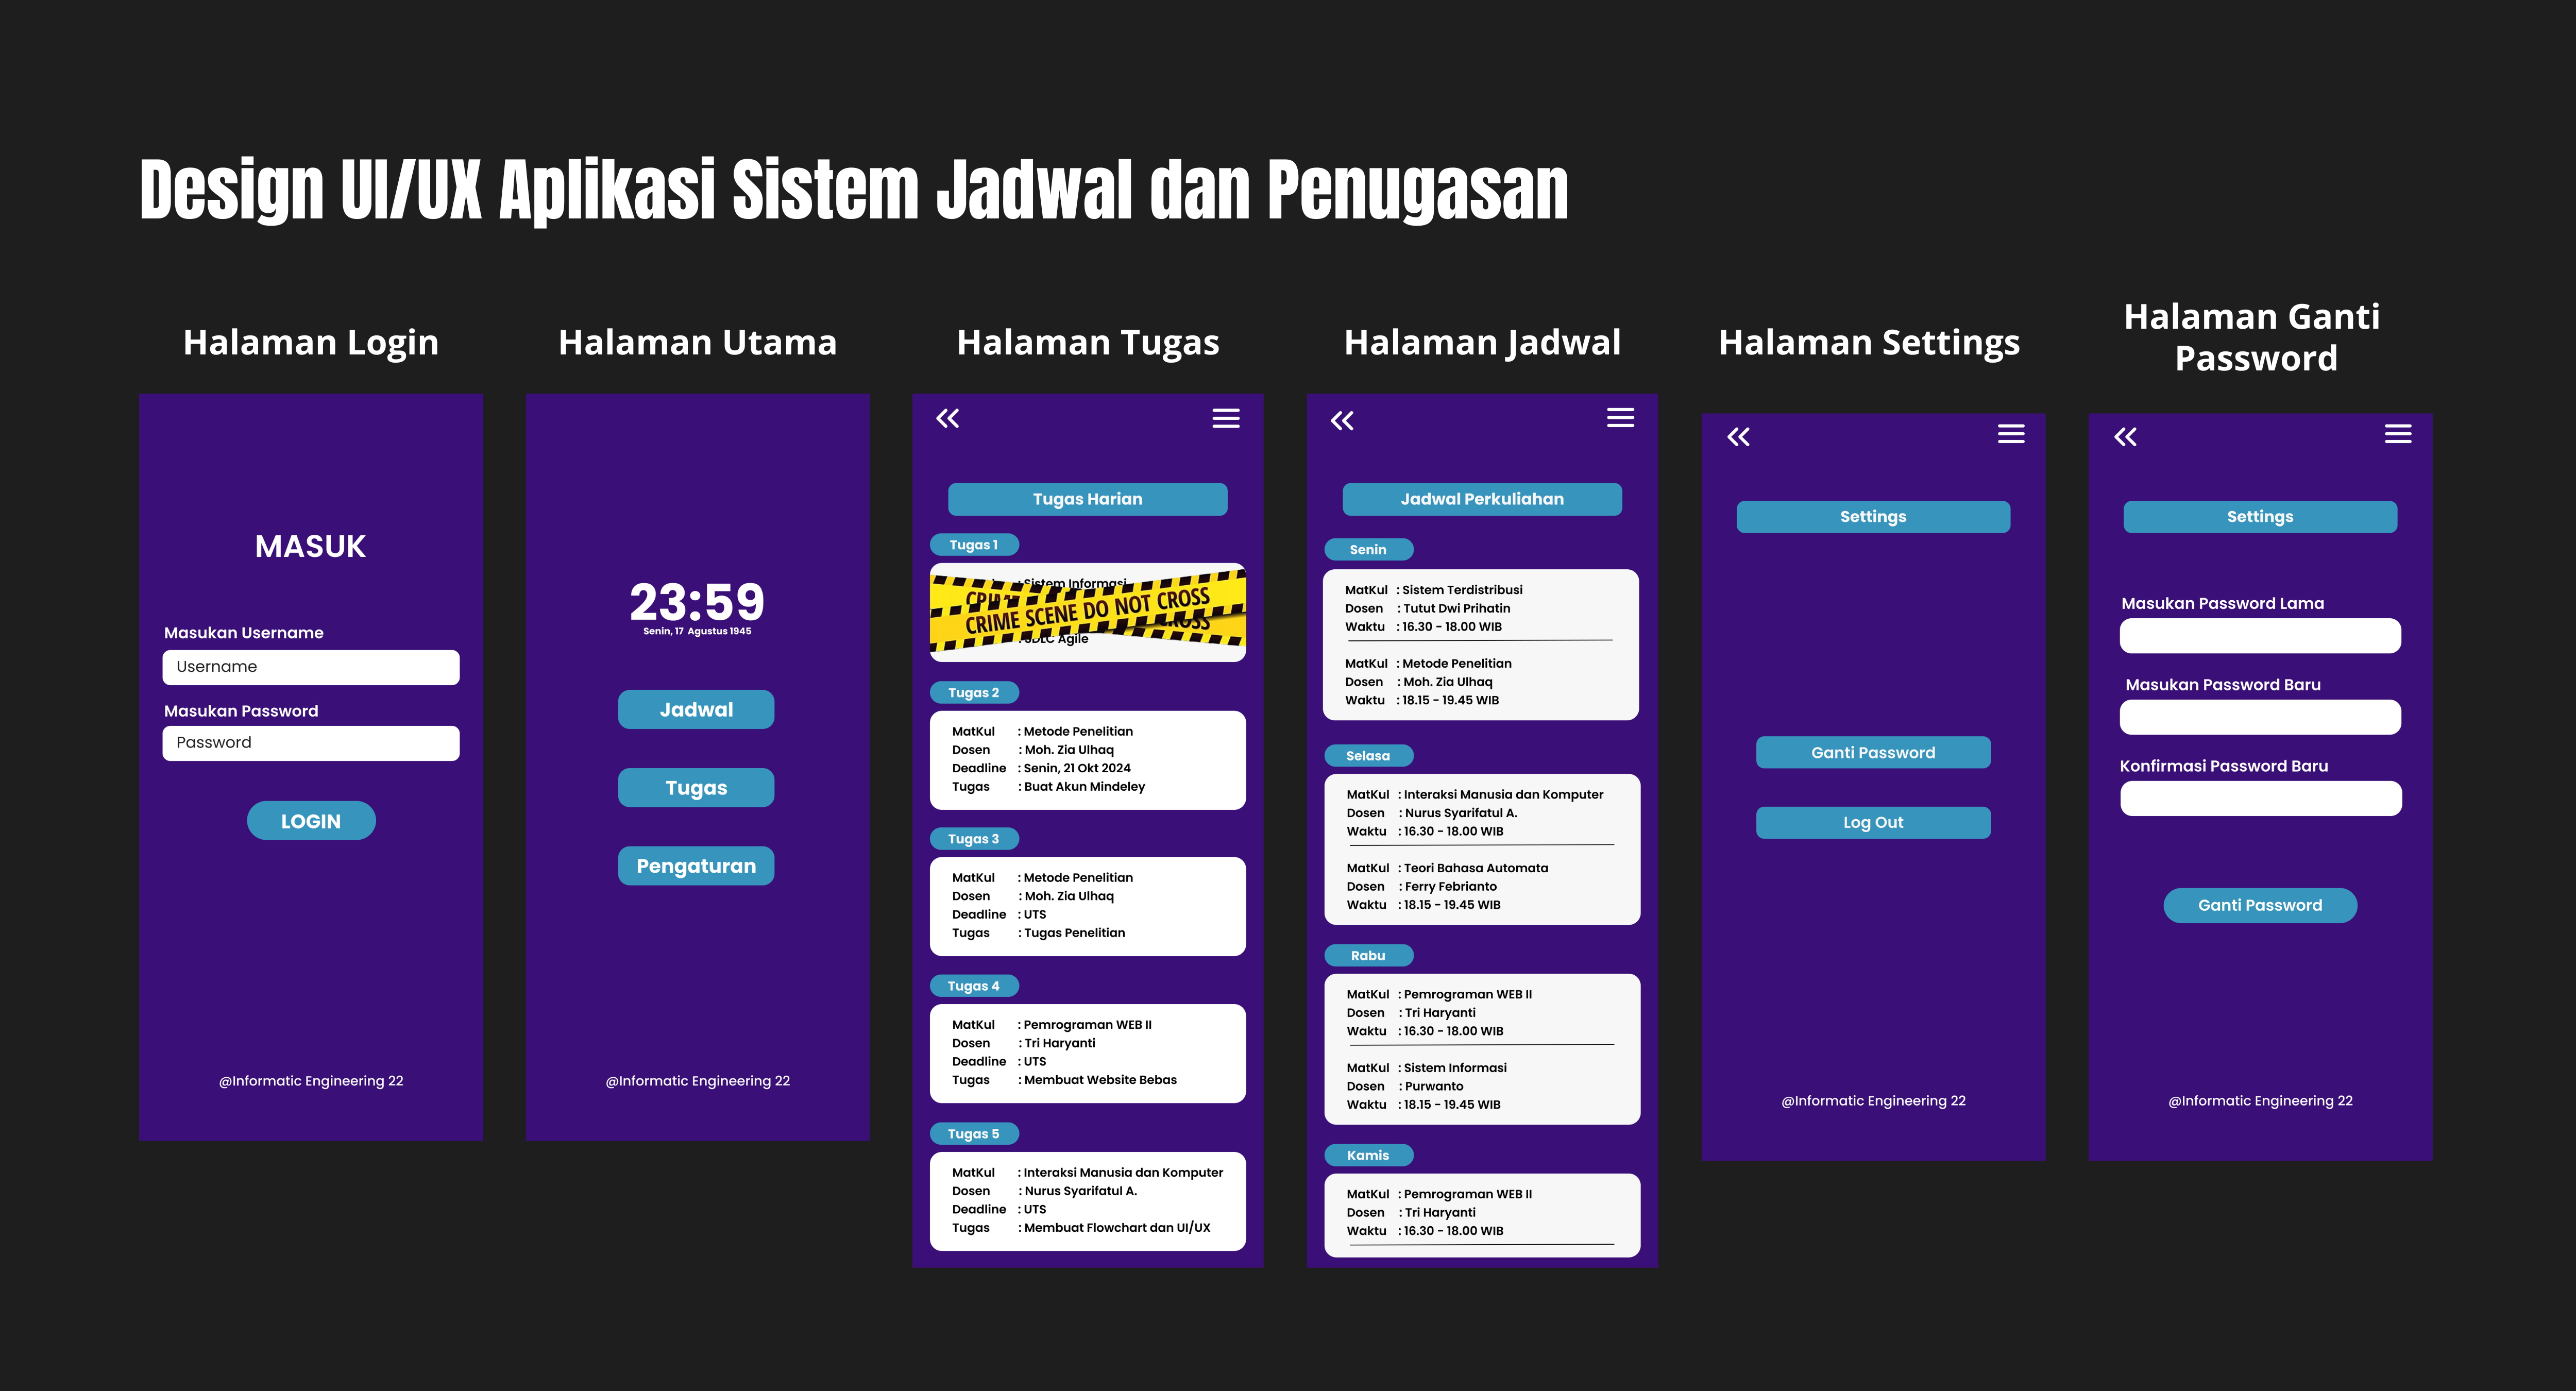 Design UI/UX Aplikasi Sistem Jadwal dan Penugasan
Halaman Login
MASUK
Masukan Username
Username
Masukan Password
Password
LOGIN
@Informatic Engineering 22
Halaman Utama
23:59
Senin, 17 Agustus 1945
Jadwal
Tugas
Pengaturan
@Informatic Engineering 22
Halaman Tugas
Tugas Harian
Tugas 1
: Sistem Informasi
CRIME SCENE DO NOT CROSS
: SDLC Agile
Tugas 2
MatKul : Metode Penelitian
Dosen : Moh. Zia Ulhaq
Deadline : Senin, 21 Okt 2024
Tugas : Buat Akun Mindeley
Tugas 3
MatKul : Metode Penelitian
Dosen : Moh. Zia Ulhaq
Deadline : UTS
Tugas : Tugas Penelitian
Tugas 4
MatKul : Pemrograman WEB II
Dosen : Tri Haryanti
Deadline : UTS
Tugas : Membuat Website Bebas
Tugas 5
MatKul : Interaksi Manusia dan Komputer
Dosen : Nurus Syarifatul A.
Deadline : UTS
Tugas : Membuat Flowchart dan UI/UX
Halaman Jadwal
Jadwal Perkuliahan
Senin
MatKul : Sistem Terdistribusi
Dosen : Tutut Dwi Prihatin
Waktu : 16.30 - 18.00 WIB
MatKul : Metode Penelitian
Dosen : Moh. Zia Ulhaq
Waktu : 18.15 - 19.45 WIB
Selasa
MatKul : Interaksi Manusia dan Komputer
Dosen : Nurus Syarifatul A.
Waktu : 16.30 - 18.00 WIB
MatKul : Teori Bahasa Automata
Dosen : Ferry Febrianto
Waktu : 18.15 - 19.45 WIB
Rabu
MatKul : Pemrograman WEB II
Dosen : Tri Haryanti
Waktu : 16.30 - 18.00 WIB
MatKul : Sistem Informasi
Dosen : Purwanto
Waktu : 18.15 - 19.45 WIB
Kamis
MatKul : Pemrograman WEB II
Dosen : Tri Haryanti
Waktu : 16.30 - 18.00 WIB
Halaman Settings
Settings
Ganti Password
Log Out
@Informatic Engineering 22
Halaman Ganti
Password
Settings
Masukan Password Lama
Masukan Password Baru
Konfirmasi Password Baru
Ganti Password
@Informatic Engineering 22